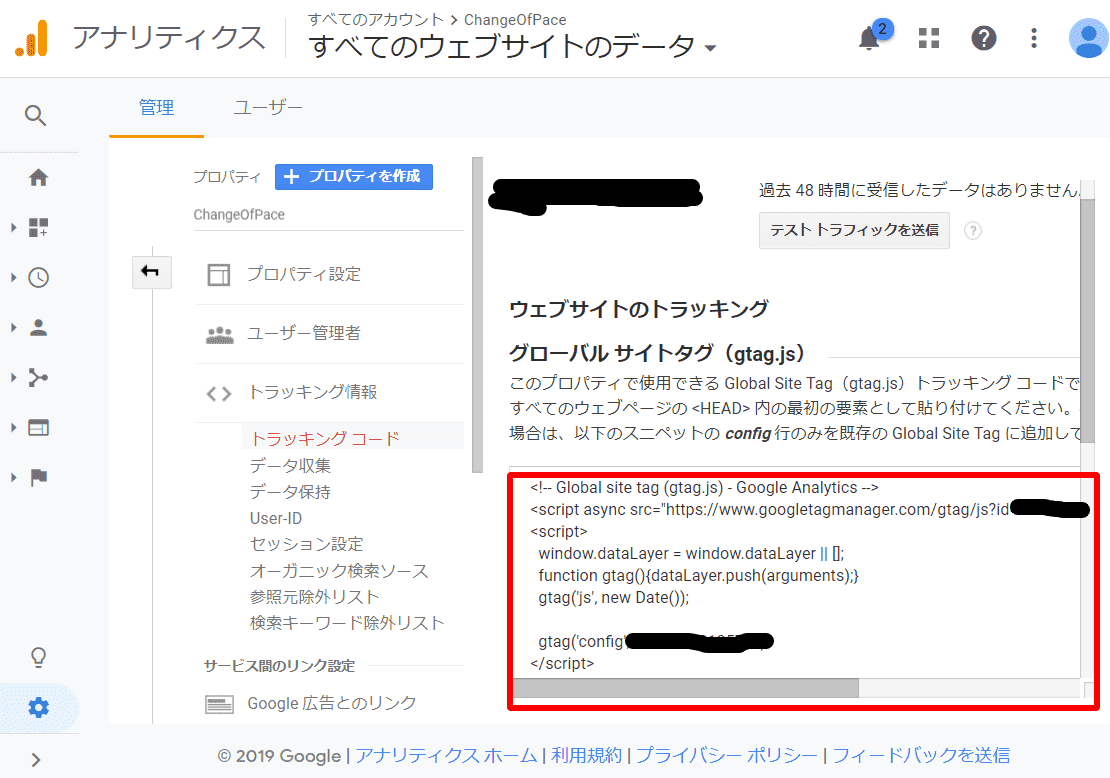 アナリティクス
すべてのアカウント > ChangeOfPace
すべてのウェブサイトのデータ
2
管理
ユーザー
プロパティ
+ プロパティを作成
ChangeOfPace
プロパティ設定
ユーザー管理者
トラッキング情報
トラッキング コード
データ収集
データ保持
User-ID
セッション設定
オーガニック検索ソース
参照元除外リスト
検索キーワード除外リスト
サービス間のリンク設定
Google 広告とのリンク
過去 48 時間に受信したデータはありません.
テスト トラフィックを送信
?
ウェブサイトのトラッキング
グローバル サイトタグ（gtag.js）
このプロパティで使用できる Global Site Tag（gtag.js）トラッキング コードで
すべてのウェブページの <HEAD> 内の最初の要素として貼り付けてください。
場合は、以下のスニペットの config 行のみを既存の Global Site Tag に追加して
<!-- Global site tag (gtag.js) - Google Analytics -->
<script async src="https://www.googletagmanager.com/gtag/js?id
<script>
window.dataLayer = window.dataLayer || [];
function gtag(){dataLayer.push(arguments);}
gtag('js', new Date());
gtag('config'
</script>
© 2019 Google | アナリティクス ホーム | 利用規約 | プライバシー ポリシー | フィードバックを送信